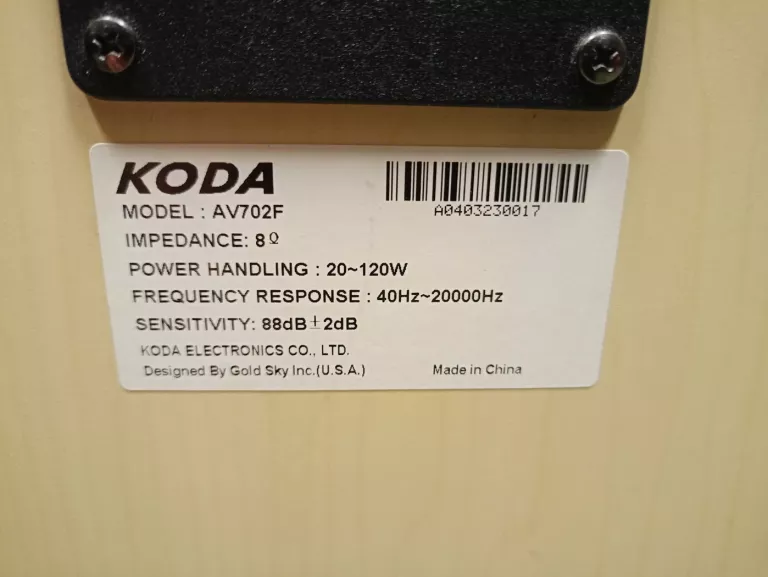 KODA
A0403230017
MODEL : AV702F
IMPEDANCE: 8Ω
POWER HANDLING : 20~120W
FREQUENCY RESPONSE : 40Hz~20000Hz
SENSITIVITY: 88dB±2dB
KODA ELECTRONICS CO., LTD.
Designed By Gold Sky Inc.(U.S.A.) Made in China